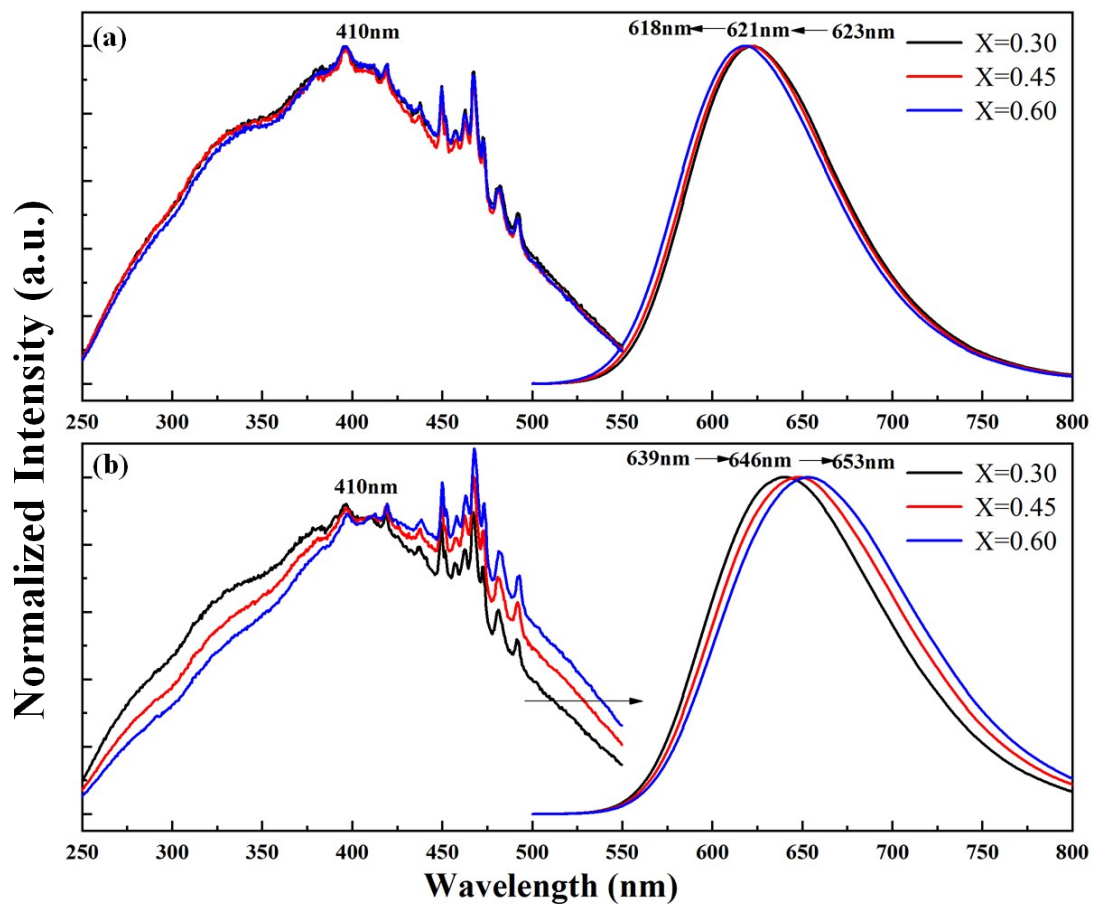 (a)
410nm
618nm 621nm 623nm
X=0.30
X=0.45
X=0.60
250 300 350 400 450 500 550 600 650 700 750 800
(b)
410nm
639nm 646nm 653nm
X=0.30
X=0.45
X=0.60
250 300 350 400 450 500 550 600 650 700 750 800
Wavelength (nm)
Normalized Intensity (a.u.)